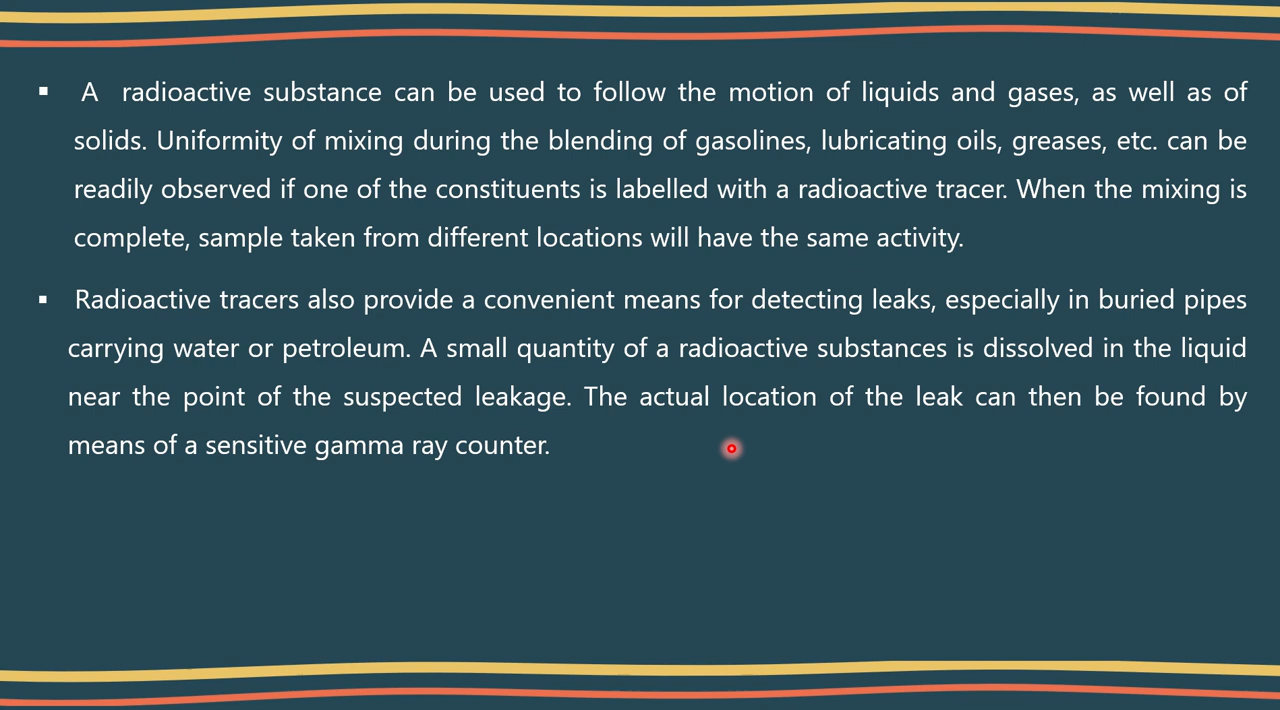 ▪ A radioactive substance can be used to follow the motion of liquids and gases, as well as of
solids. Uniformity of mixing during the blending of gasolines, lubricating oils, greases, etc. can be
readily observed if one of the constituents is labelled with a radioactive tracer. When the mixing is
complete, sample taken from different locations will have the same activity.
▪ Radioactive tracers also provide a convenient means for detecting leaks, especially in buried pipes
carrying water or petroleum. A small quantity of a radioactive substances is dissolved in the liquid
near the point of the suspected leakage. The actual location of the leak can then be found by
means of a sensitive gamma ray counter.